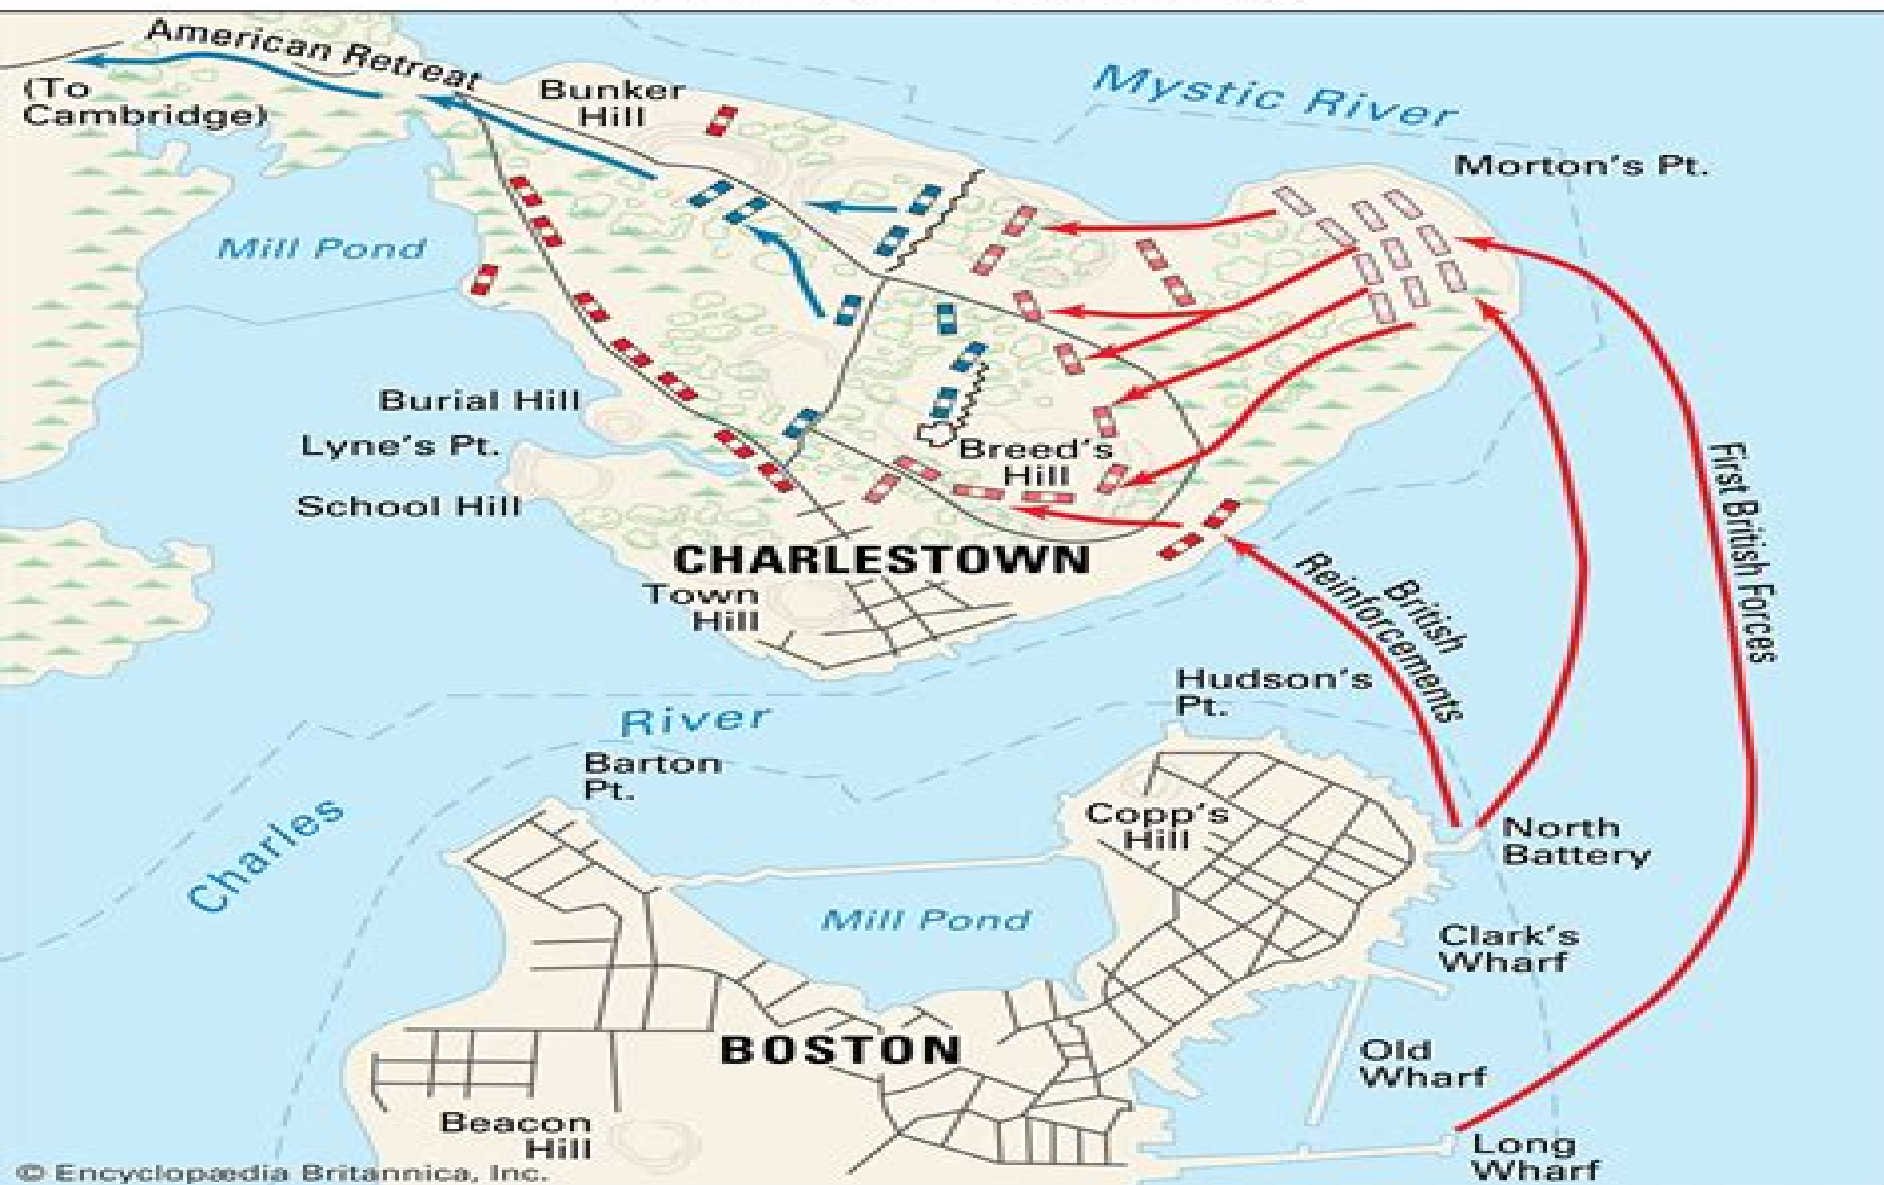 American Retreat
(To
Cambridge)
Bunker
Hill
Mystic River
Morton's Pt.
Mill Pond
Burial Hill
Lyne's Pt.
School Hill
Breed's
Hill
CHARLESTOWN
Town
Hill
First British Forces
British
Reinforcements
Hudson's
Pt.
Charles
River
Barton
Pt.
Copp's
Hill
North
Battery
Mill Pond
Clark's
Wharf
BOSTON
Old
Wharf
Beacon
Hill
Long
Wharf
© Encyclopædia Britannica, Inc.